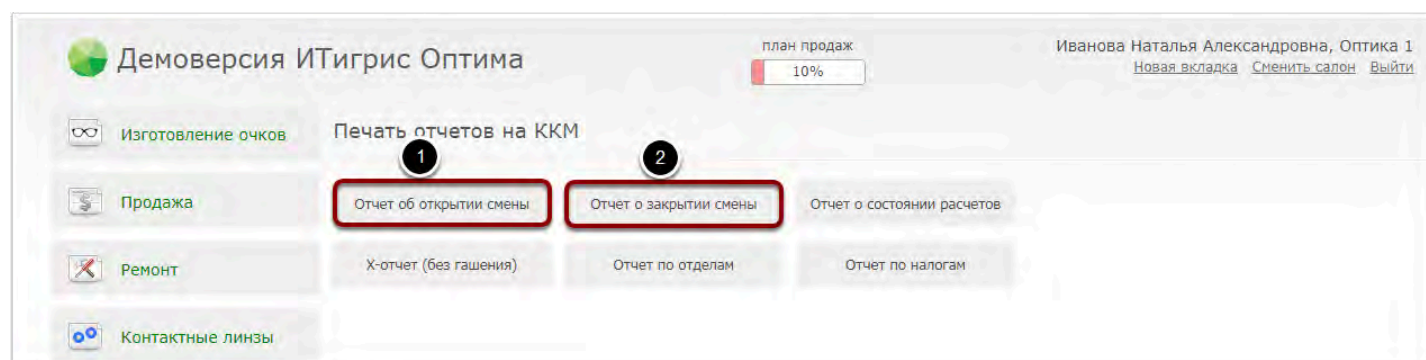 Демоверсия ИТигрис Оптима
план продаж
10%
Иванова Наталья Александровна, Оптика 1
Новая вкладка Сменить салон Выйти
Изготовление очков
Печать отчетов на ККМ
1
2
Продажа
Отчет об открытии смены
Отчет о закрытии смены
Отчет о состоянии расчетов
Ремонт
X-отчет (без гашения)
Отчет по отделам
Отчет по налогам
Контактные линзы